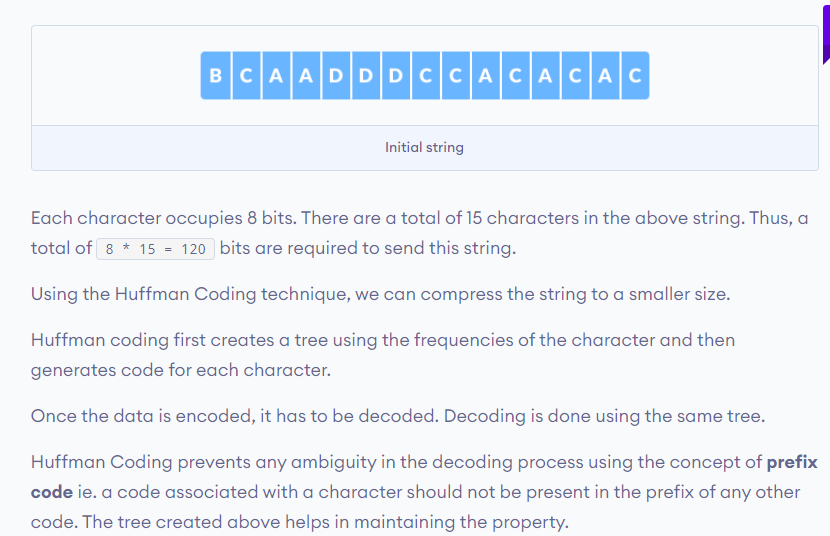 B C A A D D D C C A C A C A C
Initial string
Each character occupies 8 bits. There are a total of 15 characters in the above string. Thus, a
total of 8 * 15 = 120 bits are required to send this string.
Using the Huffman Coding technique, we can compress the string to a smaller size.
Huffman coding first creates a tree using the frequencies of the character and then
generates code for each character.
Once the data is encoded, it has to be decoded. Decoding is done using the same tree.
Huffman Coding prevents any ambiguity in the decoding process using the concept of prefix
code ie. a code associated with a character should not be present in the prefix of any other
code. The tree created above helps in maintaining the property.